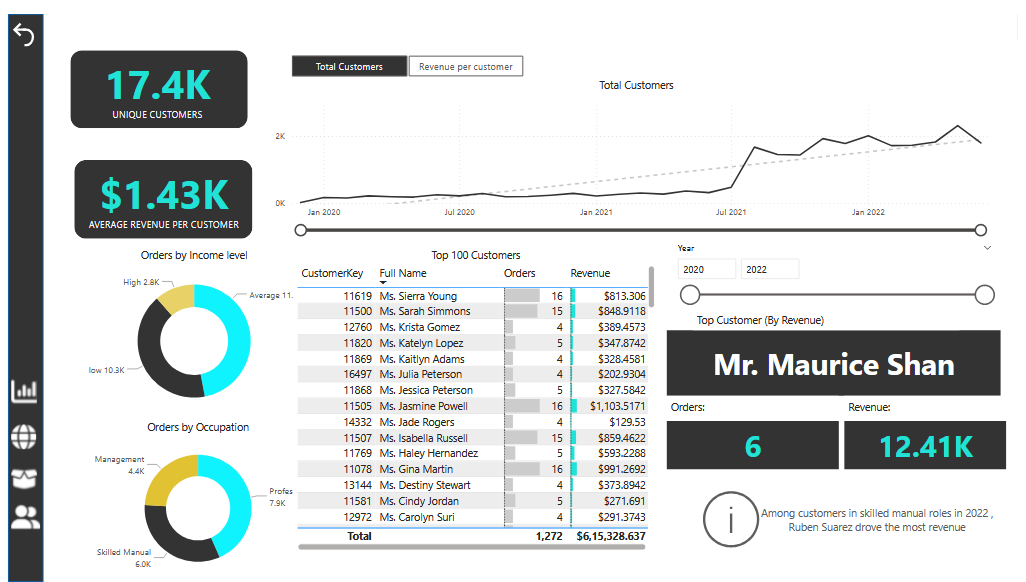 17.4K
UNIQUE CUSTOMERS
$1.43K
AVERAGE REVENUE PER CUSTOMER
Total Customers
Revenue per customer
Total Customers
2K
0K
Jan 2020
Jul 2020
Jan 2021
Jul 2021
Jan 2022
Orders by Income level
High 2.8K
Average 11.
low 10.3K
Orders by Occupation
Management
4.4K
Profes
7.9K
Skilled Manual
6.0K
Top 100 Customers
CustomerKey Full Name Orders Revenue
11619 Ms. Sierra Young 16 $813.306
11500 Ms. Sarah Simmons 15 $848.9118
12760 Ms. Krista Gomez 4 $389.4573
11820 Ms. Katelyn Lopez 5 $347.8742
11869 Ms. Kaitlyn Adams 4 $328.4581
16497 Ms. Julia Peterson 4 $202.9304
11868 Ms. Jessica Peterson 5 $327.5842
11505 Ms. Jasmine Powell 16 $1,103.5171
14332 Ms. Jade Rogers 4 $129.53
11507 Ms. Isabella Russell 15 $859.4622
11769 Ms. Haley Hernandez 5 $593.2288
11078 Ms. Gina Martin 16 $991.2692
13144 Ms. Destiny Stewart 4 $373.8942
11581 Ms. Cindy Jordan 5 $271.691
12972 Ms. Carolyn Suri 4 $291.3743
Total 1,272 $6,15,328.637
Year
2020
2022
Top Customer (By Revenue)
Mr. Maurice Shan
Orders:
Revenue:
6
12.41K
i
Among customers in skilled manual roles in 2022 ,
Ruben Suarez drove the most revenue